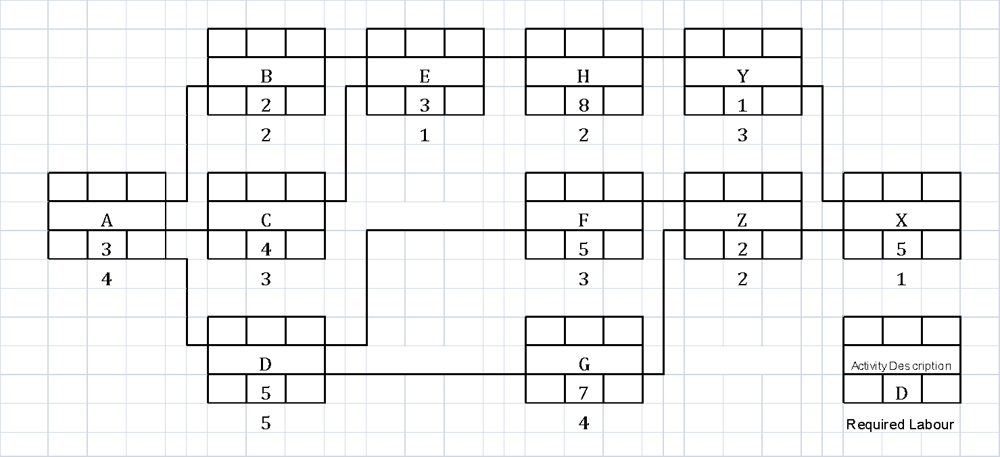 B E H Y
2 3 8 1
2 1 2 3
A C F Z X
3 4 5 2 5
4 3 3 2 1
D G Activity Description
5 7 D
5 4 Required Labour